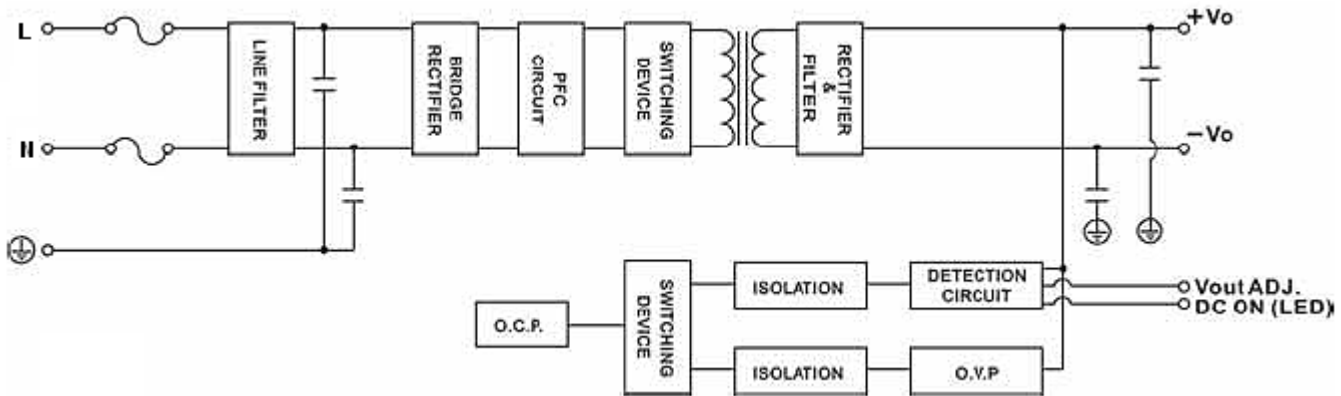 L
N
LINE FILTER
BRIDGE
RECTIFIER
PFC
CIRCUIT
SWITCHING
DEVICE
RECTIFIER
&
FILTER
+Vo
−Vo
O.C.P.
SWITCHING
DEVICE
ISOLATION
DETECTION
CIRCUIT
Vout ADJ.
DC ON (LED)
ISOLATION
O.V.P